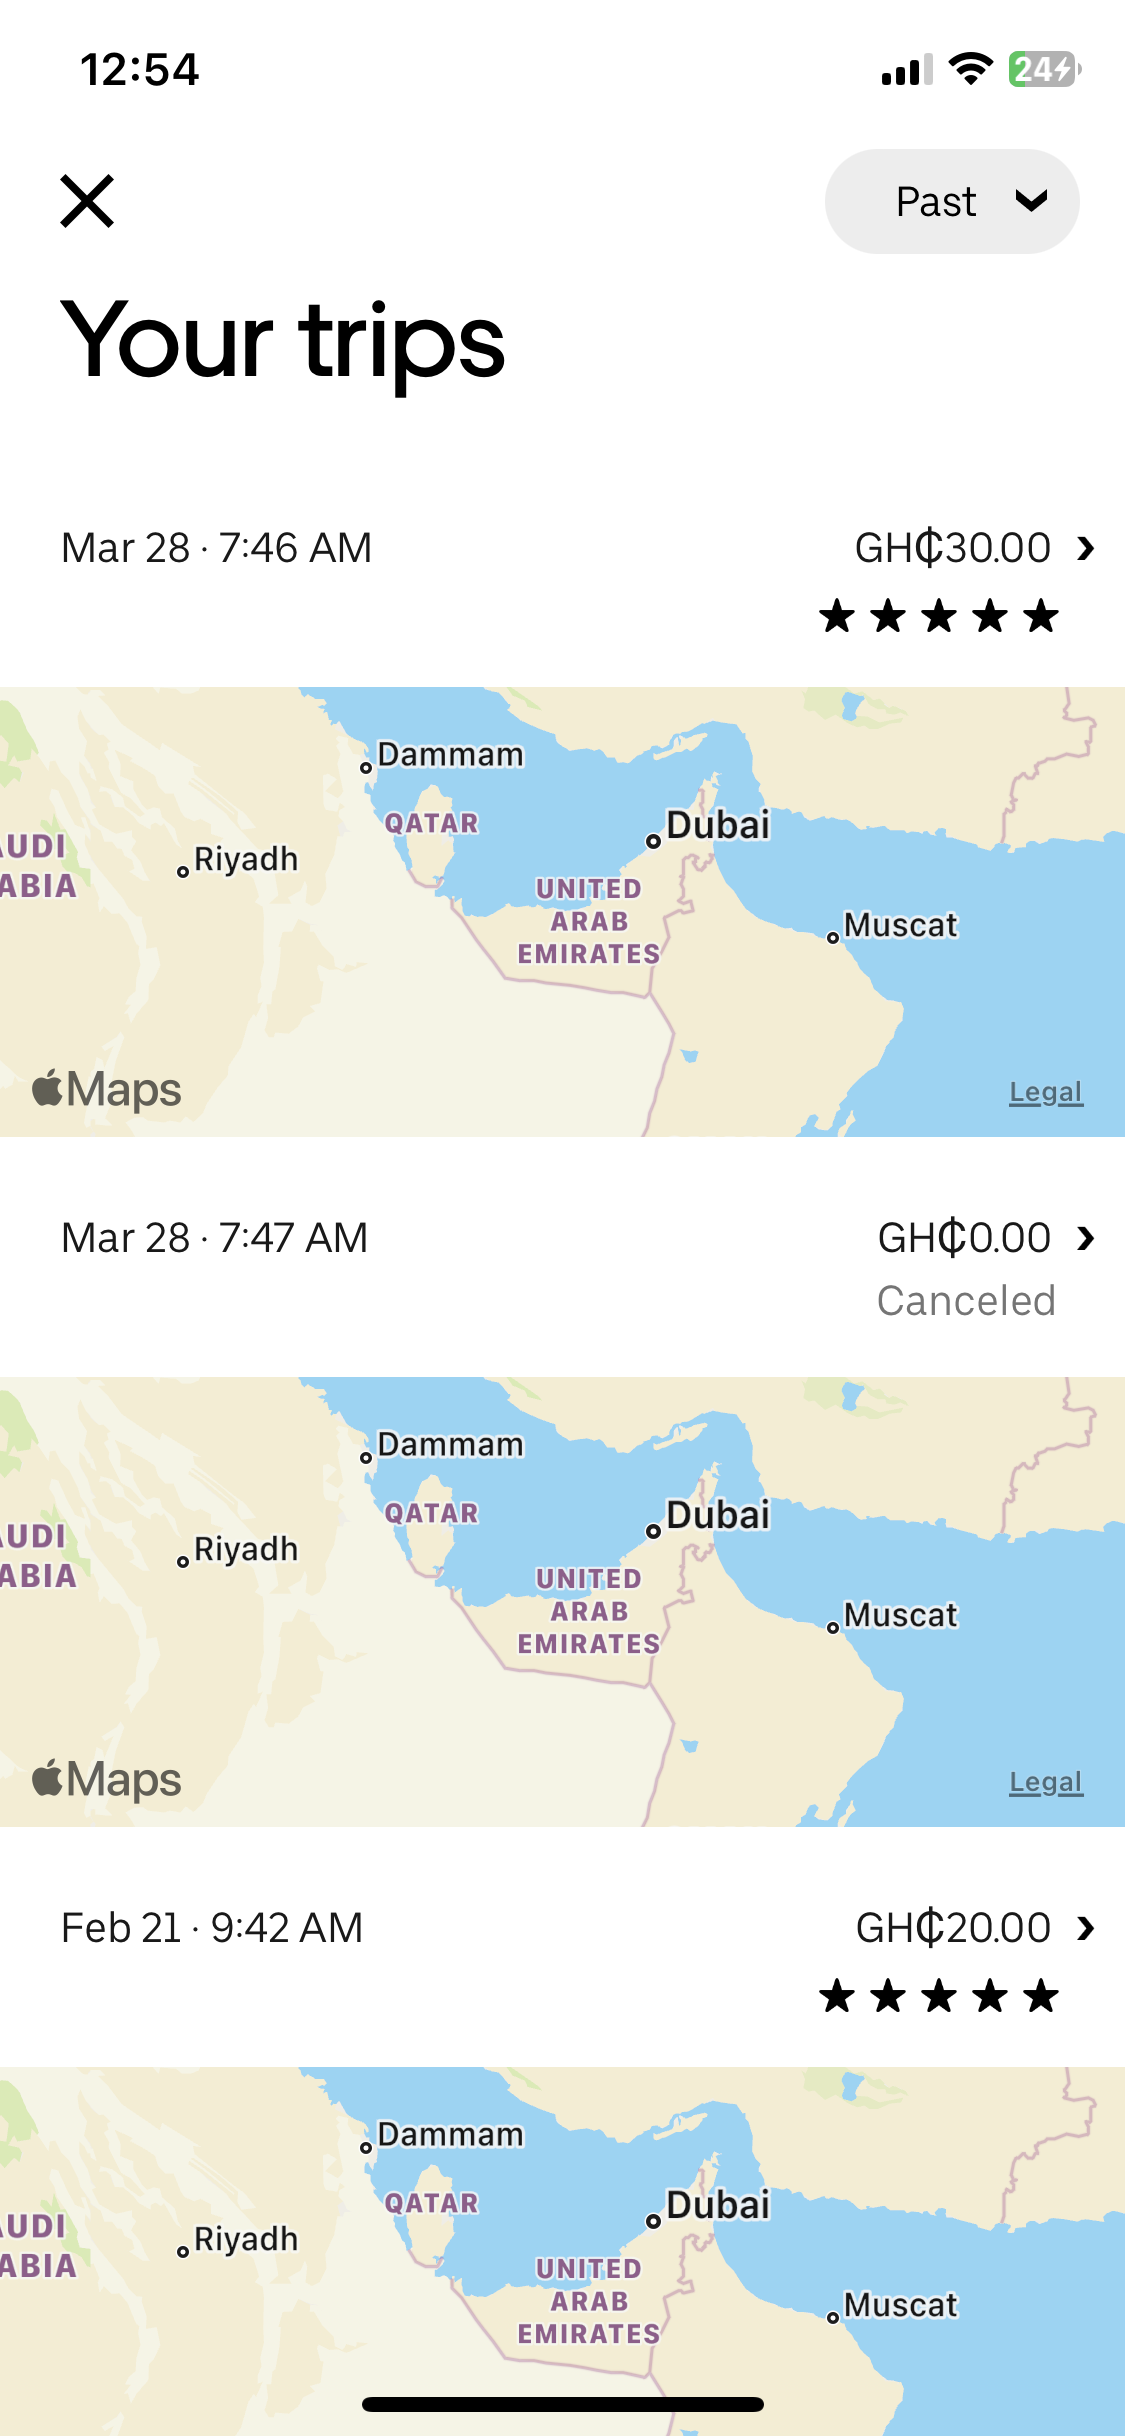 12:54
24
Past
Your trips
Mar 28 · 7:46 AM
GH₵30.00
Dammam
QATAR
Dubai
AUDI
ABIA
Riyadh
UNITED
ARAB
EMIRATES
Muscat
Maps
Legal
Mar 28 · 7:47 AM
GH₵0.00
Canceled
Dammam
QATAR
Dubai
AUDI
ABIA
Riyadh
UNITED
ARAB
EMIRATES
Muscat
Maps
Legal
Feb 21 · 9:42 AM
GH₵20.00
Dammam
QATAR
Dubai
AUDI
ABIA
Riyadh
UNITED
ARAB
EMIRATES
Muscat